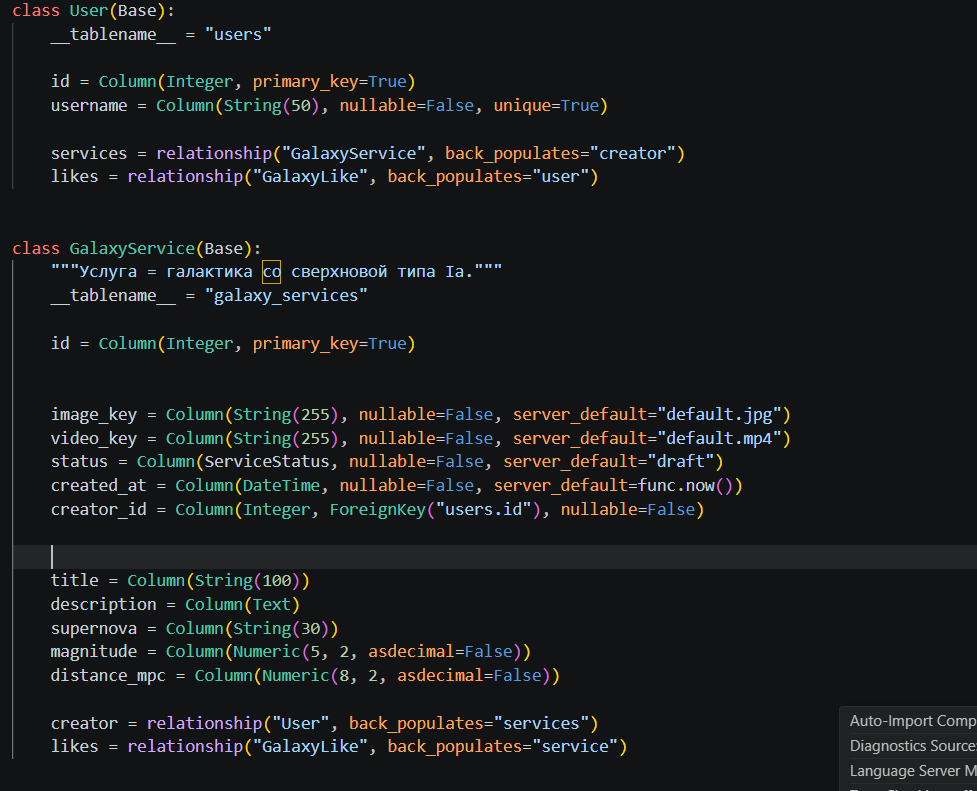 class User(Base):
    __tablename__ = "users"
    id = Column(Integer, primary_key=True)
    username = Column(String(50), nullable=False, unique=True)
    services = relationship("GalaxyService", back_populates="creator")
    likes = relationship("GalaxyLike", back_populates="user")
class GalaxyService(Base):
    """Услуга = галактика со сверхновой типа Ia."""
    __tablename__ = "galaxy_services"
    id = Column(Integer, primary_key=True)
    image_key = Column(String(255), nullable=False, server_default="default.jpg")
    video_key = Column(String(255), nullable=False, server_default="default.mp4")
    status = Column(ServiceStatus, nullable=False, server_default="draft")
    created_at = Column(DateTime, nullable=False, server_default=func.now())
    creator_id = Column(Integer, ForeignKey("users.id"), nullable=False)
    title = Column(String(100))
    description = Column(Text)
    supernova = Column(String(30))
    magnitude = Column(Numeric(5, 2, asdecimal=False))
    distance_mpc = Column(Numeric(8, 2, asdecimal=False))
    creator = relationship("User", back_populates="services")
    likes = relationship("GalaxyLike", back_populates="service")
Auto-Import Comp
Diagnostics Source
Language Server M